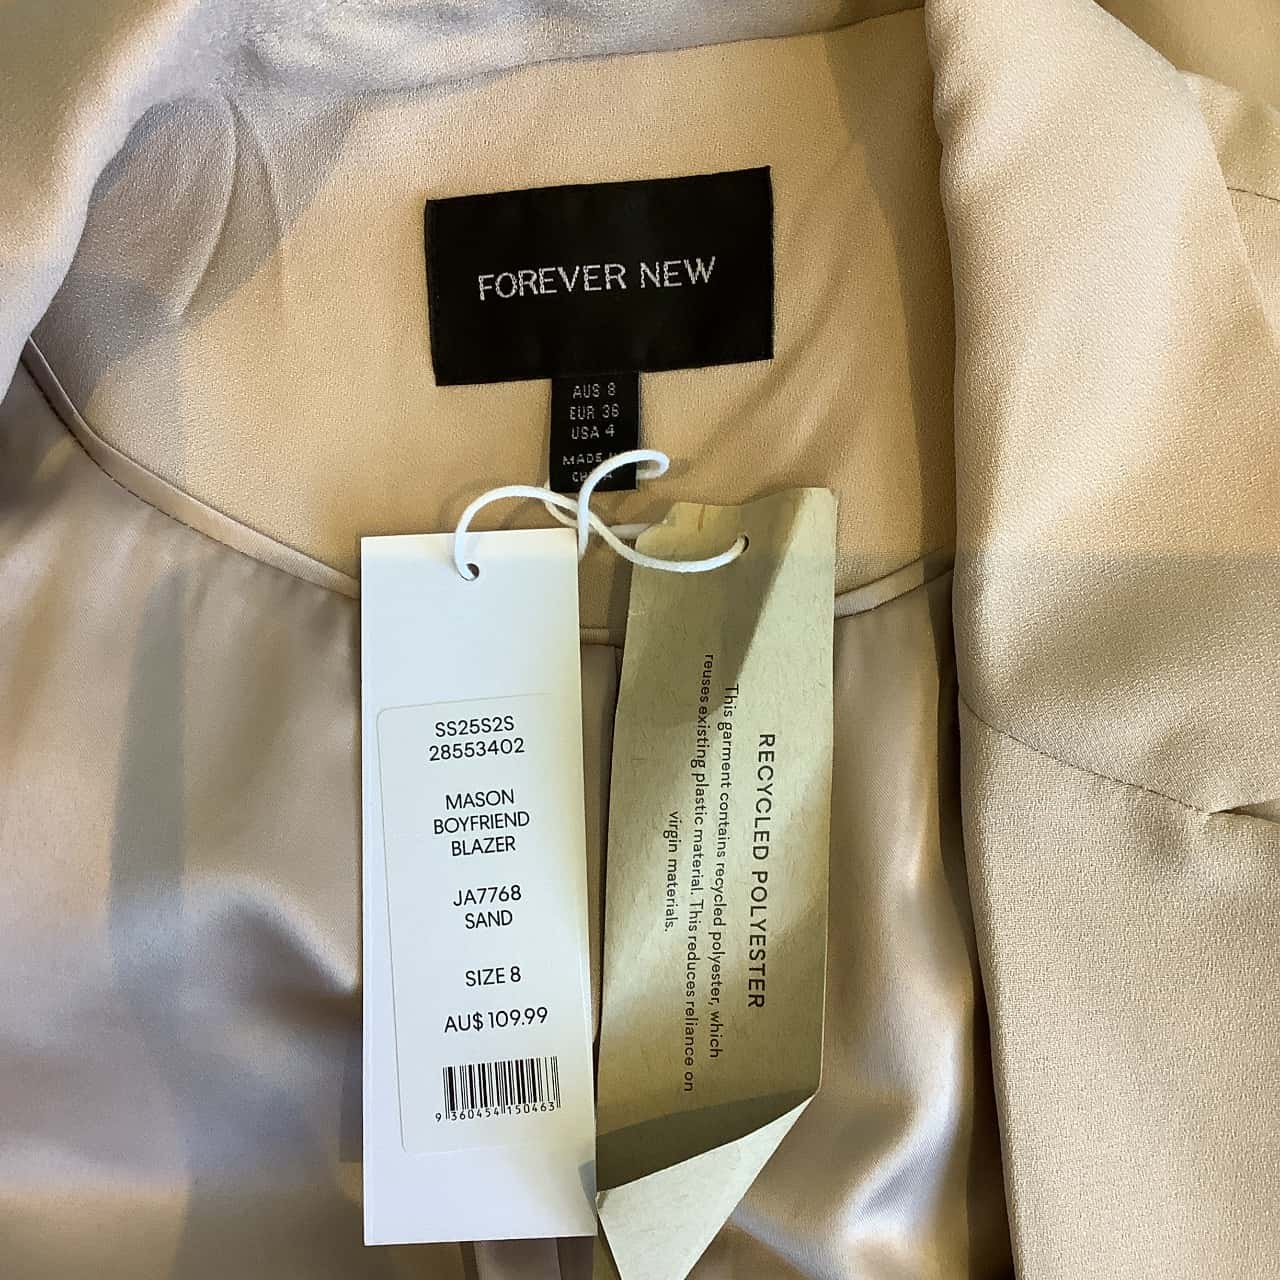 FOREVER NEW
AUS 8
EUR 36
USA 4
MADE
SS25S2S
28553402
MASON
BOYFRIEND
BLAZER
JA7768
SAND
SIZE 8
AU$ 109.99
9 360454 150463
RECYCLED POLYESTER
This garment contains recycled polyester, which
reuses existing plastic material. This reduces reliance on
virgin materials.